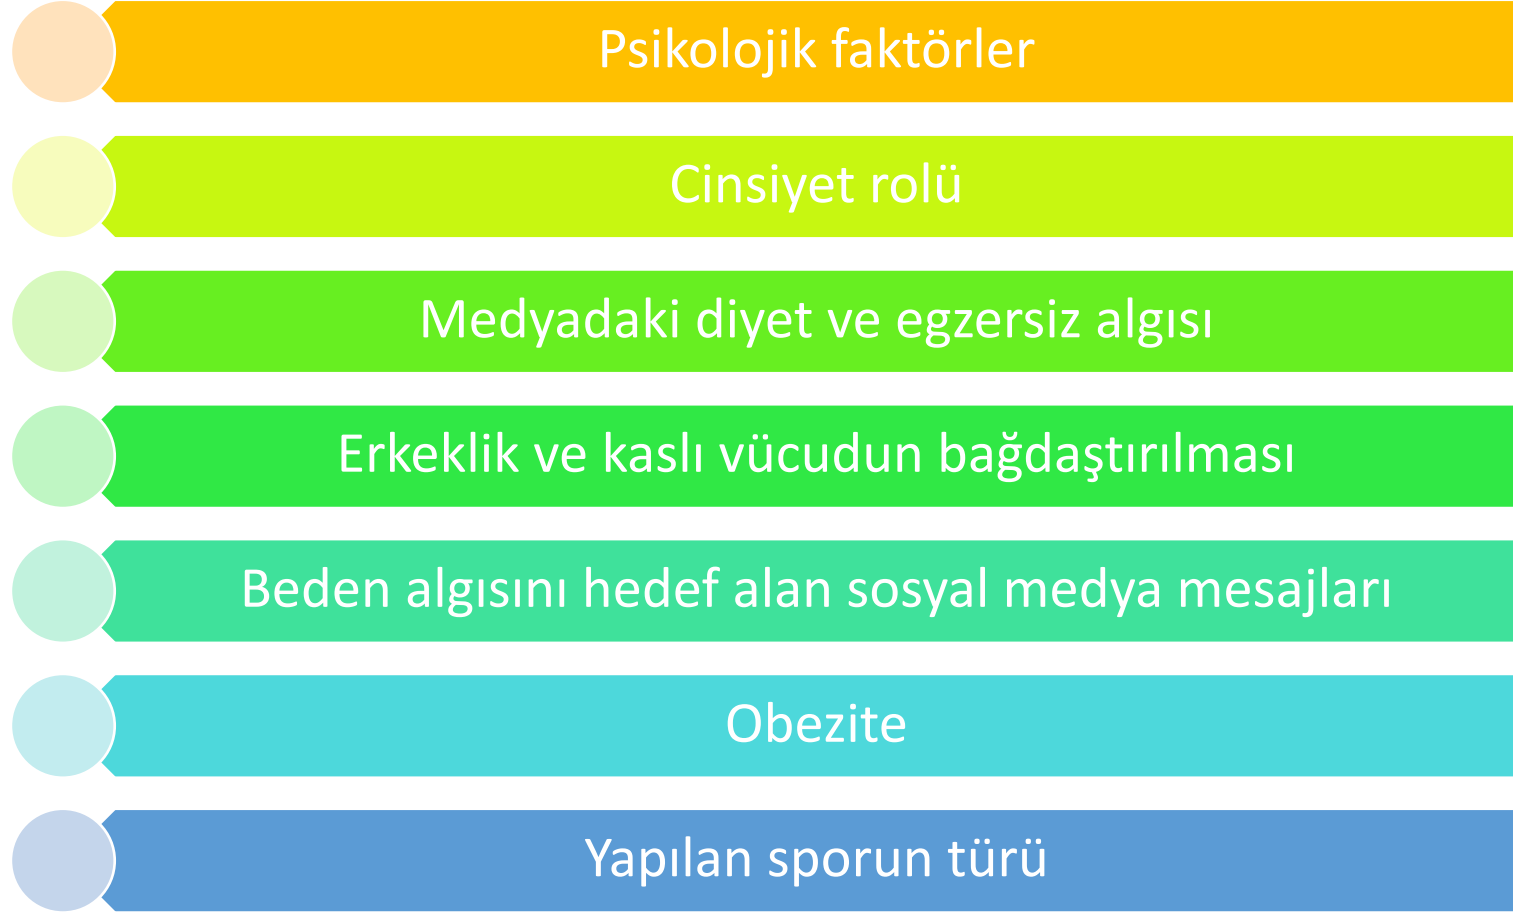 Psikolojik faktörler
Cinsiyet rolü
Medyadaki diyet ve egzersiz algısı
Erkeklik ve kaslı vücudun bağdaştırılması
Beden algısını hedef alan sosyal medya mesajları
Obezite
Yapılan sporun türü